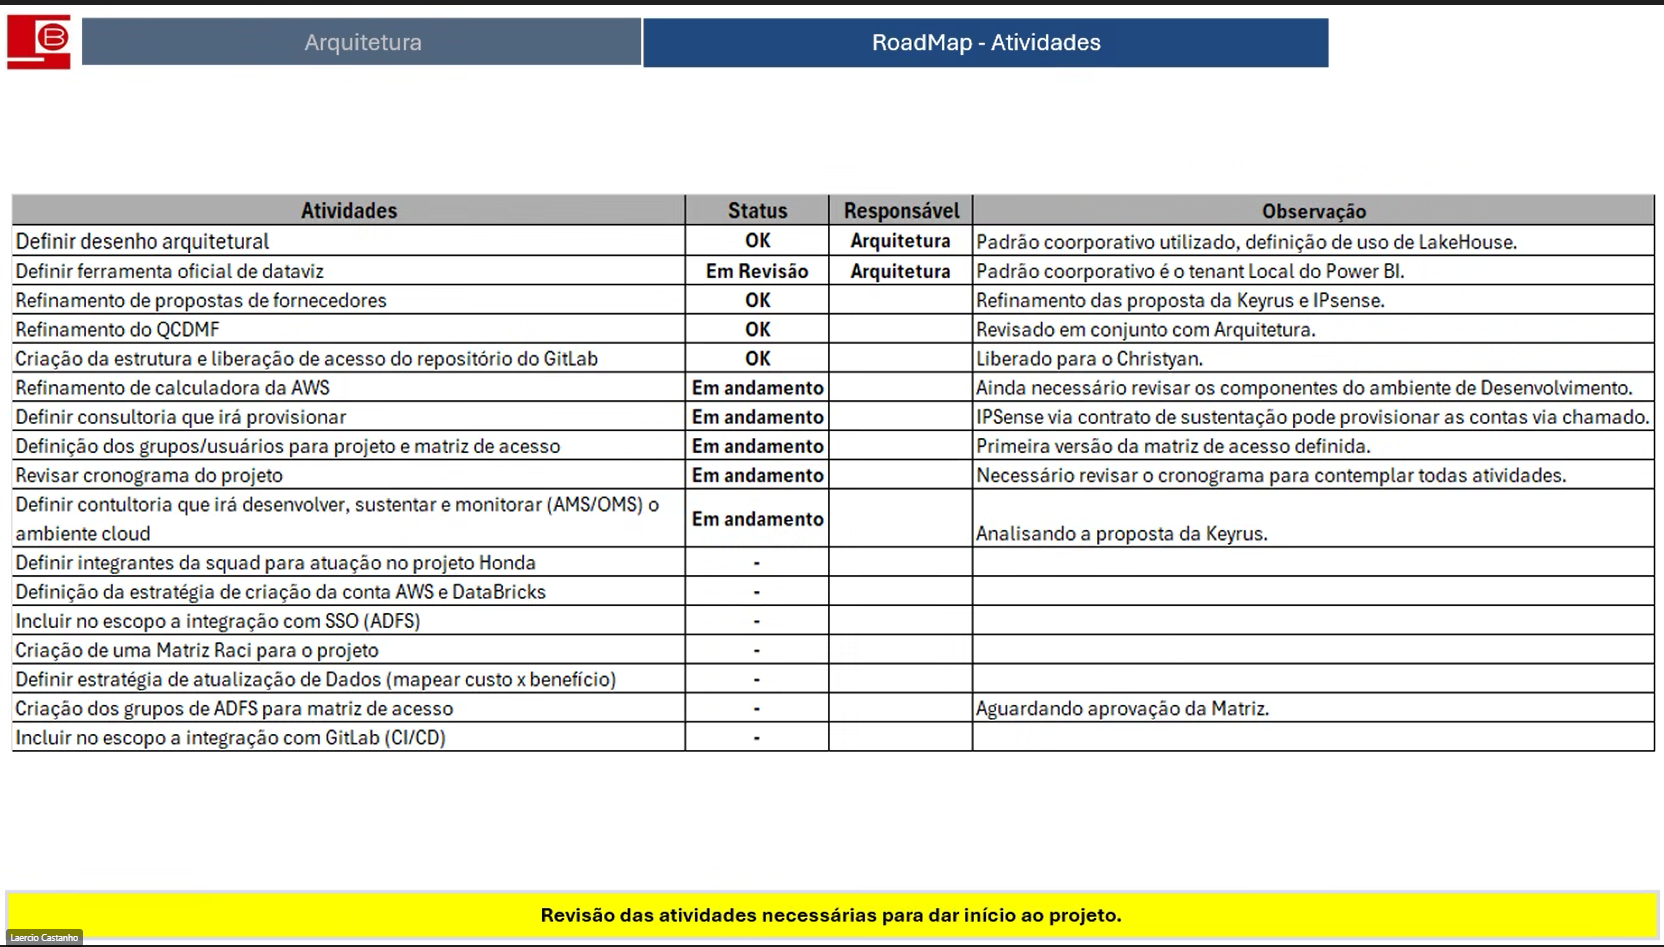 B
Arquitetura
RoadMap - Atividades
Atividades Status Responsável Observação
Definir desenho arquitetural OK Arquitetura Padrão coorporativo utilizado, definição de uso de LakeHouse.
Definir ferramenta oficial de dataviz Em Revisão Arquitetura Padrão coorporativo é o tenant Local do Power BI.
Refinamento de propostas de fornecedores OK Refinamento das proposta da Keyrus e IPsense.
Refinamento do QCDMF OK Revisado em conjunto com Arquitetura.
Criação da estrutura e liberação de acesso do repositório do GitLab OK Liberado para o Christyan.
Refinamento de calculadora da AWS Em andamento Ainda necessário revisar os componentes do ambiente de Desenvolvimento.
Definir consultoria que irá provisionar Em andamento IPSense via contrato de sustentação pode provisionar as contas via chamado.
Definição dos grupos/usuários para projeto e matriz de acesso Em andamento Primeira versão da matriz de acesso definida.
Revisar cronograma do projeto Em andamento Necessário revisar o cronograma para contemplar todas atividades.
Definir contultoria que irá desenvolver, sustentar e monitorar (AMS/OMS) o
ambiente cloud Em andamento Analisando a proposta da Keyrus.
Definir integrantes da squad para atuação no projeto Honda -
Definição da estratégia de criação da conta AWS e DataBricks -
Incluir no escopo a integração com SSO (ADFS) -
Criação de uma Matriz Raci para o projeto -
Definir estratégia de atualização de Dados (mapear custo x benefício) -
Criação dos grupos de ADFS para matriz de acesso - Aguardando aprovação da Matriz.
Incluir no escopo a integração com GitLab (CI/CD) -
Revisão das atividades necessárias para dar início ao projeto.
Laercio Castanho